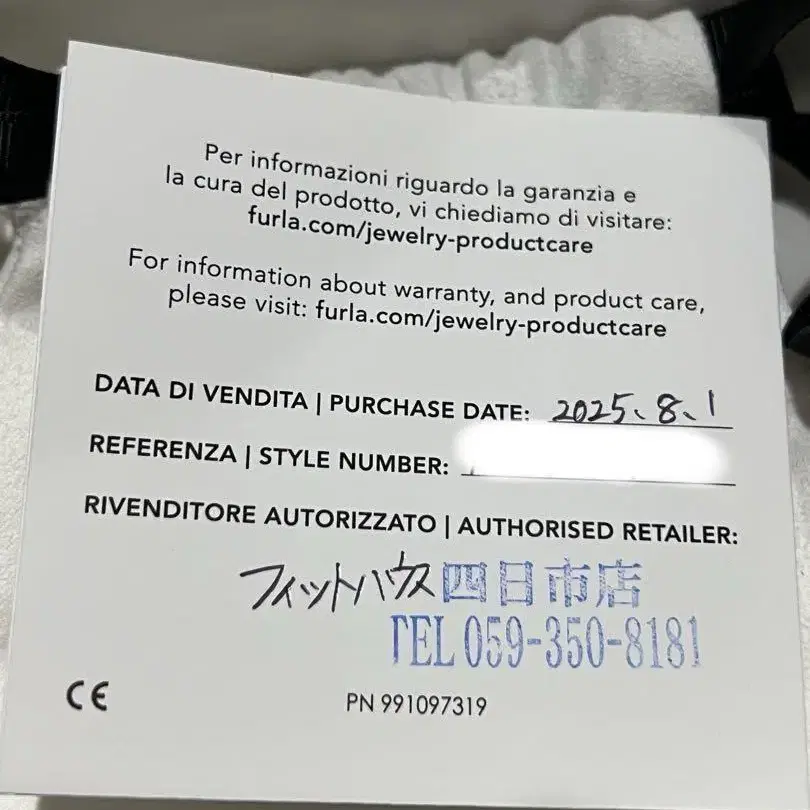 Per informazioni riguardo la garanzia e
la cura del prodotto, vi chiediamo di visitare:
furla.com/jewelry-productcare
For information about warranty, and product care,
please visit: furla.com/jewelry-productcare
DATA DI VENDITA | PURCHASE DATE: 2025、8、1
REFERENZA | STYLE NUMBER:
RIVENDITORE AUTORIZZATO | AUTHORISED RETAILER:
フィットハウス四日市店
TEL 059-350-8181
CE PN 991097319